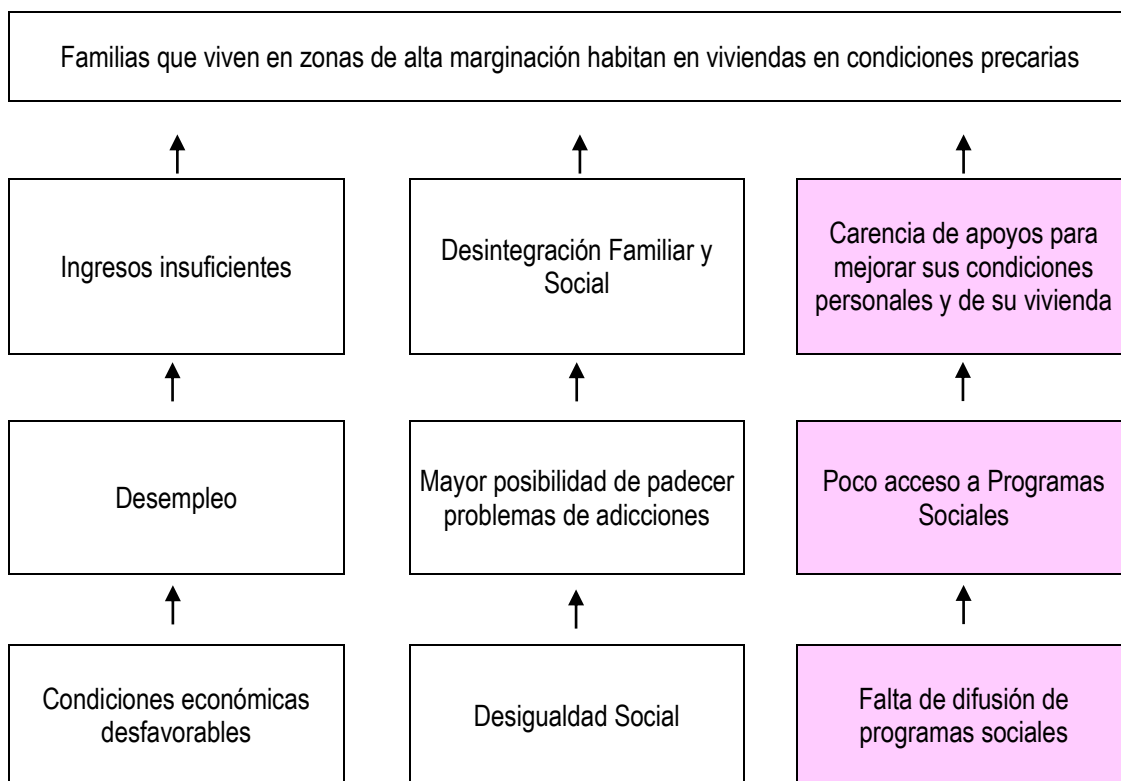 Familias que viven en zonas de alta marginación habitan en viviendas en condiciones precarias
Ingresos insuficientes
Desintegración Familiar y
Social
Carencia de apoyos para
mejorar sus condiciones
personales y de su vivienda
Desempleo
Mayor posibilidad de padecer
problemas de adicciones
Poco acceso a Programas
Sociales
Condiciones económicas
desfavorables
Desigualdad Social
Falta de difusión de
programas sociales